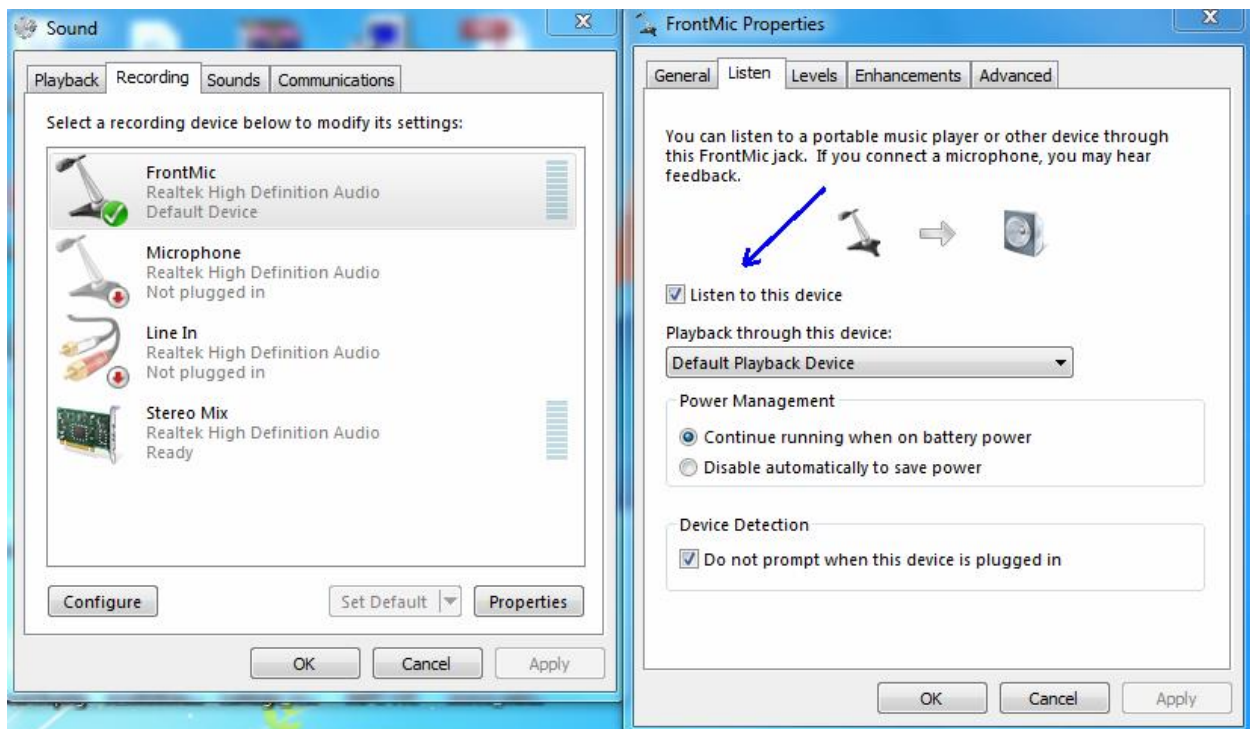 Sound
Playback Recording Sounds Communications
Select a recording device below to modify its settings:
FrontMic
Realtek High Definition Audio
Default Device
Microphone
Realtek High Definition Audio
Not plugged in
Line In
Realtek High Definition Audio
Not plugged in
Stereo Mix
Realtek High Definition Audio
Ready
Configure Set Default Properties
OK Cancel Apply
FrontMic Properties
General Listen Levels Enhancements Advanced
You can listen to a portable music player or other device through
this FrontMic jack. If you connect a microphone, you may hear
feedback.
Listen to this device
Playback through this device:
Default Playback Device
Power Management
Continue running when on battery power
Disable automatically to save power
Device Detection
Do not prompt when this device is plugged in
OK Cancel Apply